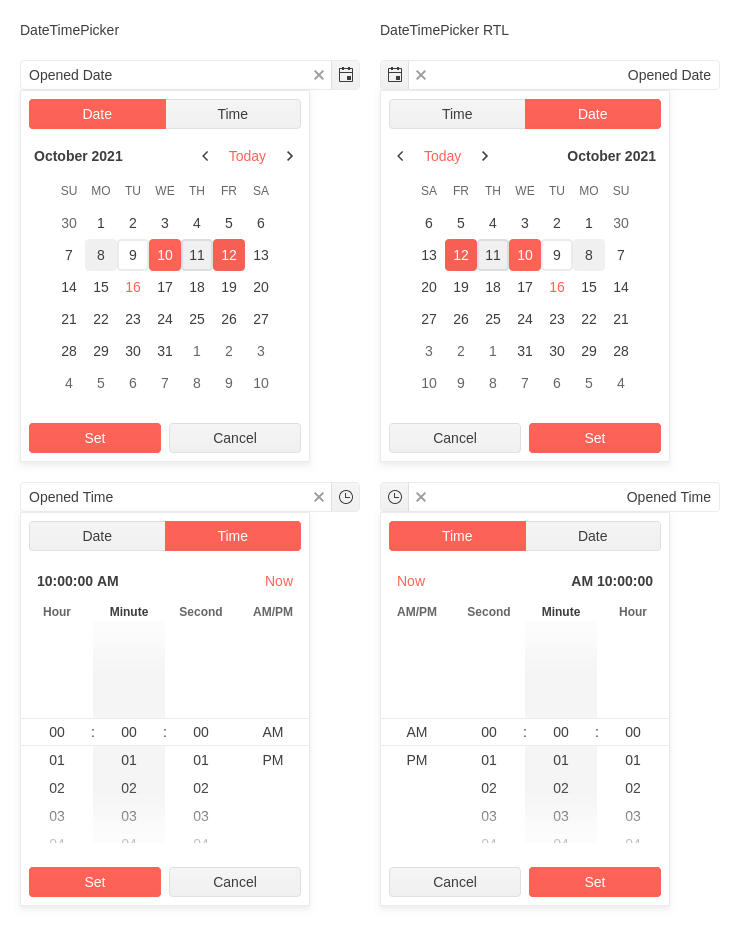 DateTimePicker
Opened Date
Date Time
October 2021 Today
SU MO TU WE TH FR SA
30 1 2 3 4 5 6
7 8 9 10 11 12 13
14 15 16 17 18 19 20
21 22 23 24 25 26 27
28 29 30 31 1 2 3
4 5 6 7 8 9 10
Set Cancel
Opened Time
Date Time
10:00:00 AM Now
Hour Minute Second AM/PM
00 : 00 : 00 AM
01 01 01 PM
02 02 02
03 03 03
04 04 04
Set Cancel
DateTimePicker RTL
Opened Date
Time Date
Today October 2021
SA FR TH WE TU MO SU
6 5 4 3 2 1 30
13 12 11 10 9 8 7
20 19 18 17 16 15 14
27 26 25 24 23 22 21
3 2 1 31 30 29 28
10 9 8 7 6 5 4
Cancel Set
Opened Time
Time Date
Now AM 10:00:00
AM/PM Second Minute Hour
AM 00 : 00 : 00
PM 01 01 01
02 02 02
03 03 03
04 04 04
Cancel Set